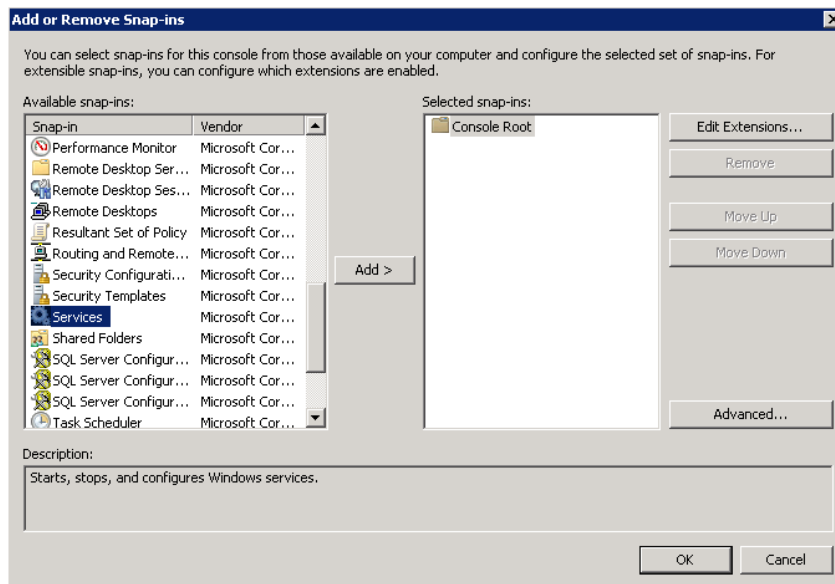 Add or Remove Snap-ins
You can select snap-ins for this console from those available on your computer and configure the selected set of snap-ins. For
extensible snap-ins, you can configure which extensions are enabled.
Available snap-ins:
Selected snap-ins:
Snap-in Vendor
Performance Monitor Microsoft Cor...
Remote Desktop Ser... Microsoft Cor...
Remote Desktop Ses... Microsoft Cor...
Remote Desktops Microsoft Cor...
Resultant Set of Policy Microsoft Cor...
Routing and Remote... Microsoft Cor...
Security Configurati... Microsoft Cor...
Security Templates Microsoft Cor...
Services Microsoft Cor...
Shared Folders Microsoft Cor...
SQL Server Configur... Microsoft Cor...
SQL Server Configur... Microsoft Cor...
SQL Server Configur... Microsoft Cor...
Task Scheduler Microsoft Cor...
Add >
Console Root
Edit Extensions...
Remove
Move Up
Move Down
Advanced...
Description:
Starts, stops, and configures Windows services.
OK
Cancel